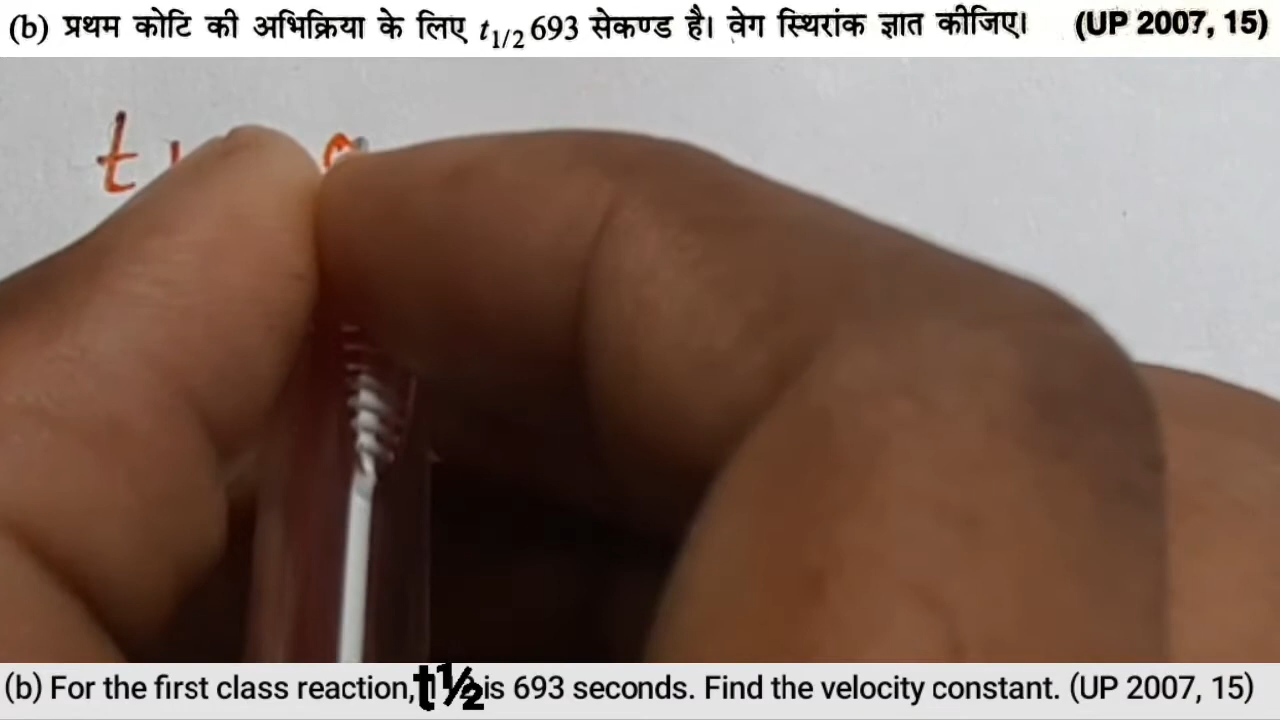 (b) प्रथम कोटि की अभिक्रिया के लिए t1/2 693 सेकण्ड है। वेग स्थिरांक ज्ञात कीजिए। (UP 2007, 15)
t
(b) For the first class reaction, t½ is 693 seconds. Find the velocity constant. (UP 2007, 15)